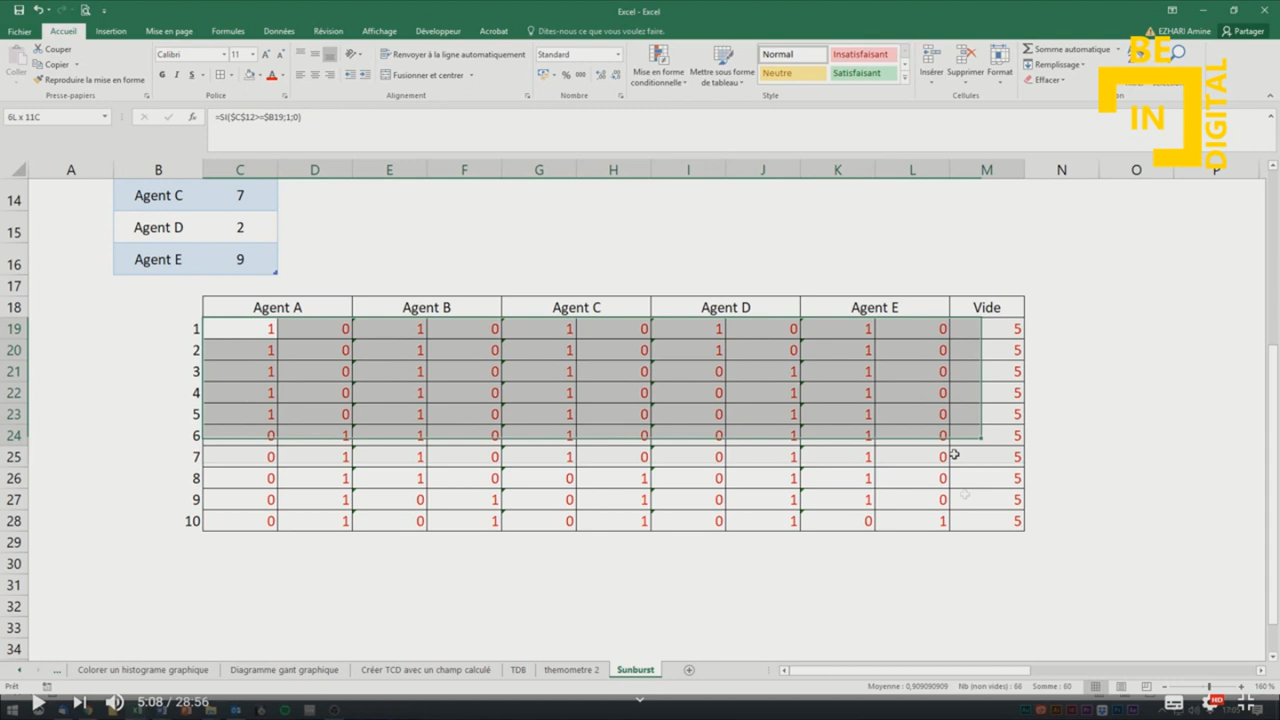 Excel - Excel
Fichier Accueil Insertion Mise en page Formules Données Révision Affichage Développeur Acrobat Dites-nous ce que vous voulez faire. EZHARI Amine Partager
Couper
Copier
Reproduire la mise en forme
Coller
Presse-papiers
Calibri 11
G I S
Police
Renvoyer à la ligne automatiquement
Fusionner et centrer
Alignement
Standard
% 000
Nombre
Mise en forme conditionnelle
Mettre sous forme de tableau
Normal Insatisfaisant
Neutre Satisfaisant
Style
Insérer Supprimer Format
Cellules
Somme automatique
Remplissage
Effacer
BE
IN
DIGITAL
6L x 11C =SI($C$12>=$B19;1;0)
A B C D E F G H I J K L M N O P
14 Agent C 7
15 Agent D 2
16 Agent E 9
17
18 Agent A Agent B Agent C Agent D Agent E Vide
19 1 1 0 1 0 1 0 1 0 1 0 5
20 2 1 0 1 0 1 0 1 0 1 0 5
21 3 1 0 1 0 1 0 0 1 1 0 5
22 4 1 0 1 0 1 0 0 1 1 0 5
23 5 1 0 1 0 1 0 0 1 1 0 5
24 6 0 1 1 0 1 0 0 1 1 0 5
25 7 0 1 1 0 1 0 0 1 1 0 5
26 8 0 1 1 0 0 1 0 1 1 0 5
27 9 0 1 0 1 0 1 0 1 1 0 5
28 10 0 1 0 1 0 1 0 1 0 1 5
29
30
31
32
33
34
... Colorer un histograme graphique Diagramme gant graphique Créer TCD avec un champ calculé TDB themometre 2 Sunburst
Prêt Moyenne : 0,909090909 Nb (non vides) : 66 Somme : 60 160 %
5:08 / 28:56 HD